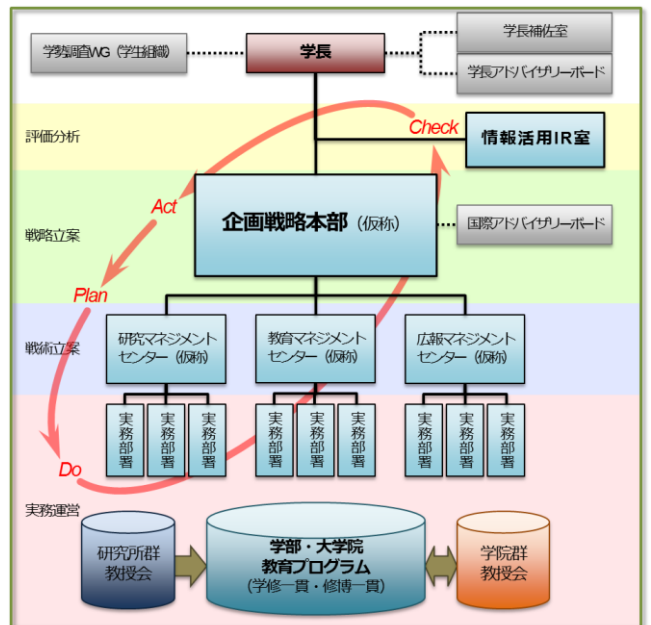 学勢調査WG（学生組織）
学長
学長補佐室
学長アドバイザリーボード
評価分析
Check
情報活用IR室
Act
戦略立案
企画戦略本部（仮称）
国際アドバイザリーボード
Plan
戦術立案
研究マネジメント
センター（仮称）
教育マネジメント
センター（仮称）
広報マネジメント
センター（仮称）
実務部署
実務部署
実務部署
実務部署
実務部署
実務部署
実務部署
実務部署
実務部署
Do
実務運営
研究所群
教授会
学部・大学院
教育プログラム
（学修一貫・修博一貫）
学院群
教授会